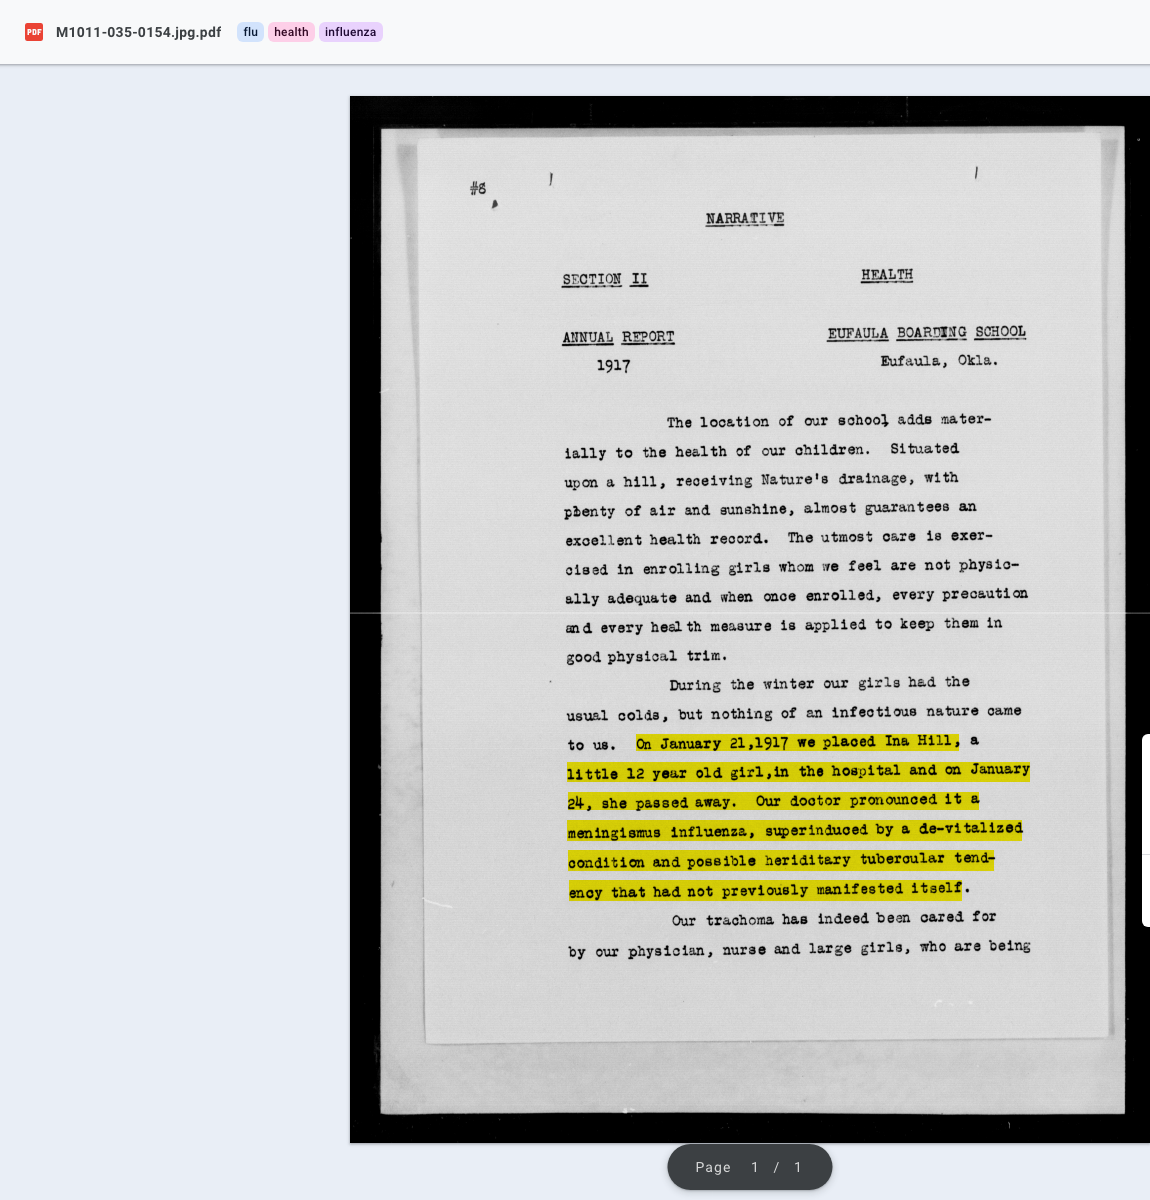 PDF M1011-035-0154.jpg.pdf flu health influenza
#8
NARRATIVE
SECTION II HEALTH
ANNUAL REPORT EUFAULA BOARDING SCHOOL
1917 Eufaula, Okla.
The location of our school adds mater-
ially to the health of our children. Situated
upon a hill, receiving Nature's drainage, with
plenty of air and sunshine, almost guarantees an
excellent health record. The utmost care is exer-
cised in enrolling girls whom we feel are not physic-
ally adequate and when once enrolled, every precaution
and every health measure is applied to keep them in
good physical trim.
During the winter our girls had the
usual colds, but nothing of an infectious nature came
to us. On January 21,1917 we placed Ina Hill, a
little 12 year old girl,in the hospital and on January
24, she passed away. Our doctor pronounced it a
meningismus influenza, superinduced by a de-vitalized
condition and possible heriditary tubercular tend-
ency that had not previously manifested itself.
Our trachoma has indeed been cared for
by our physician, nurse and large girls, who are being
Page 1 / 1